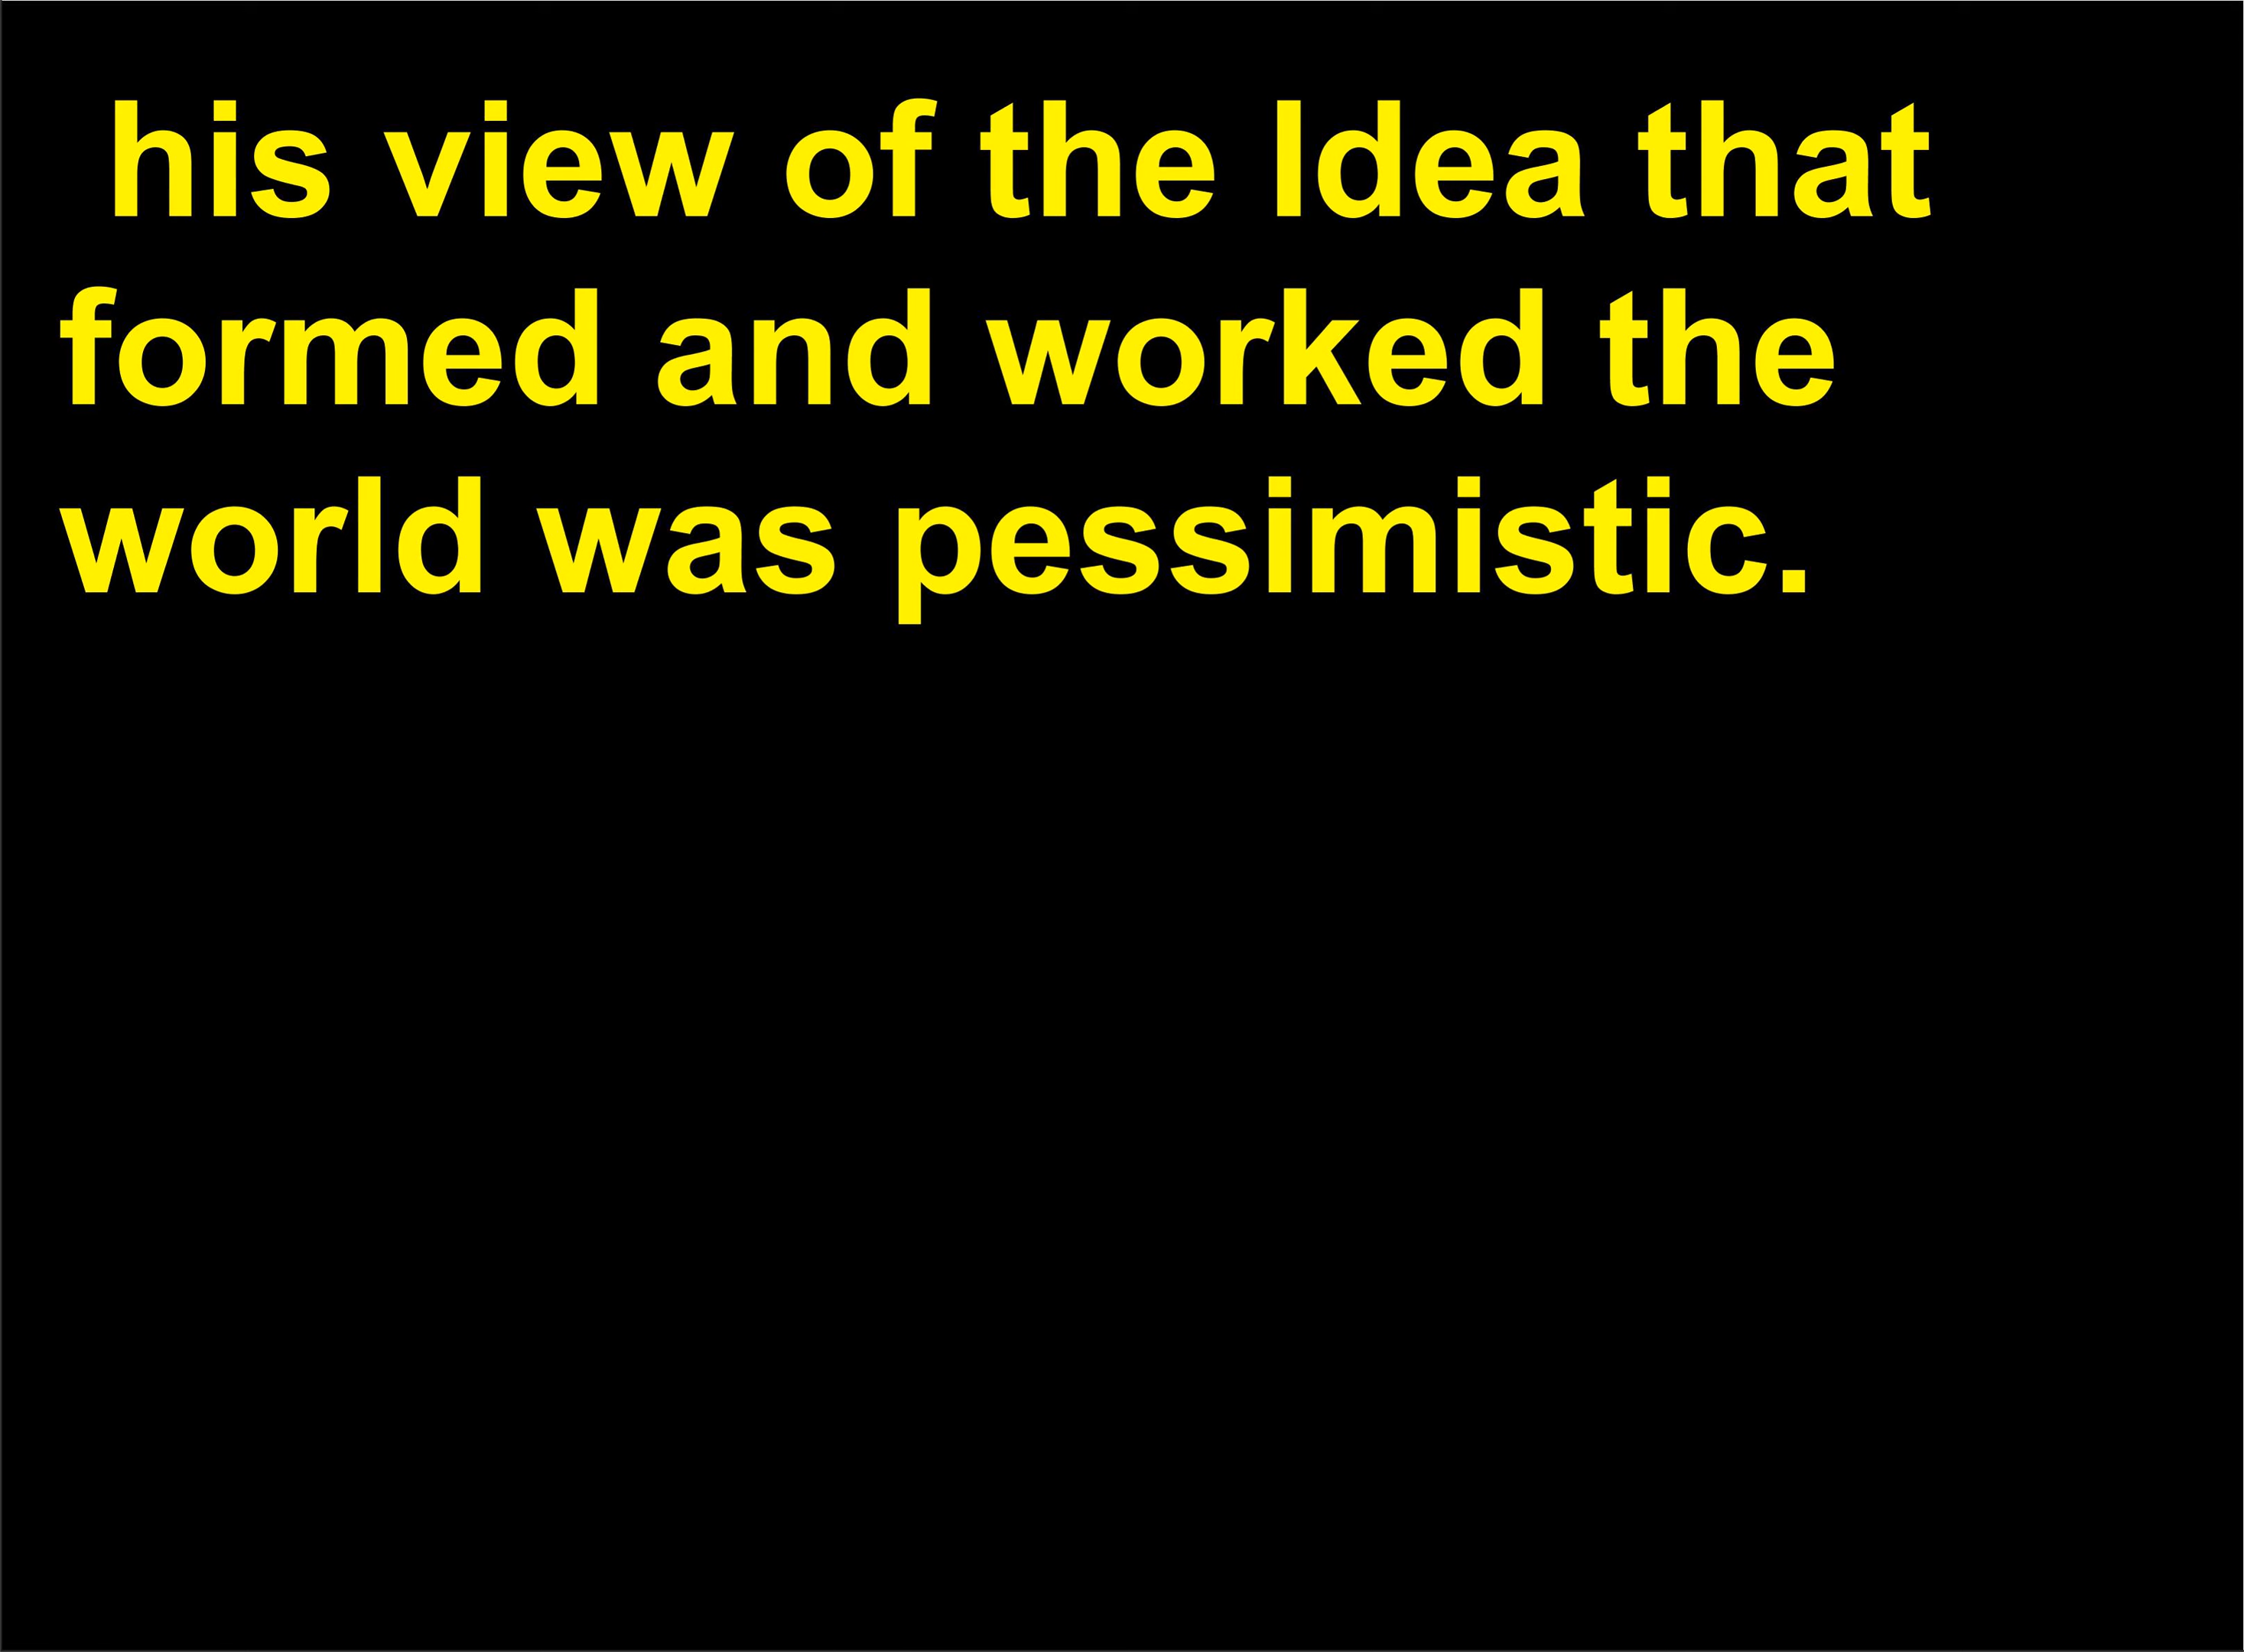 his view of the Idea that
formed and worked the
world was pessimistic.